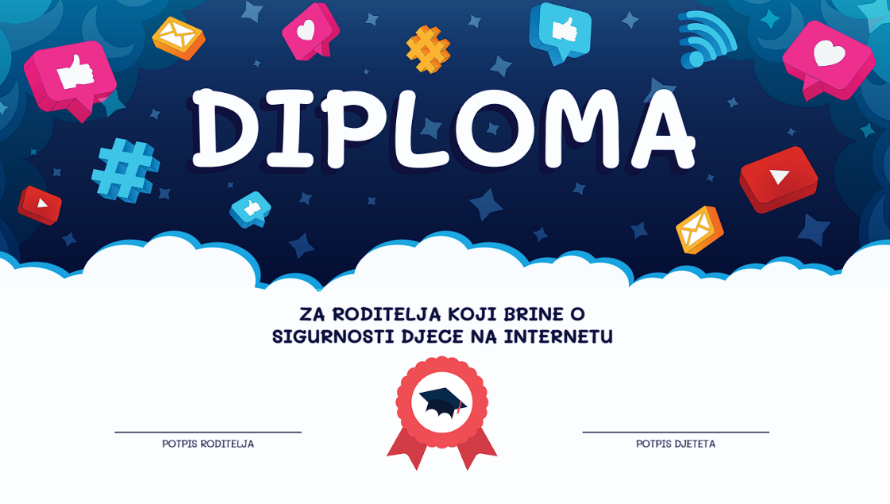 DIPLOMA
ZA RODITELJA KOJI BRINE O
SIGURNOSTI DJECE NA INTERNETU
POTPIS RODITELJA
POTPIS DJETETA